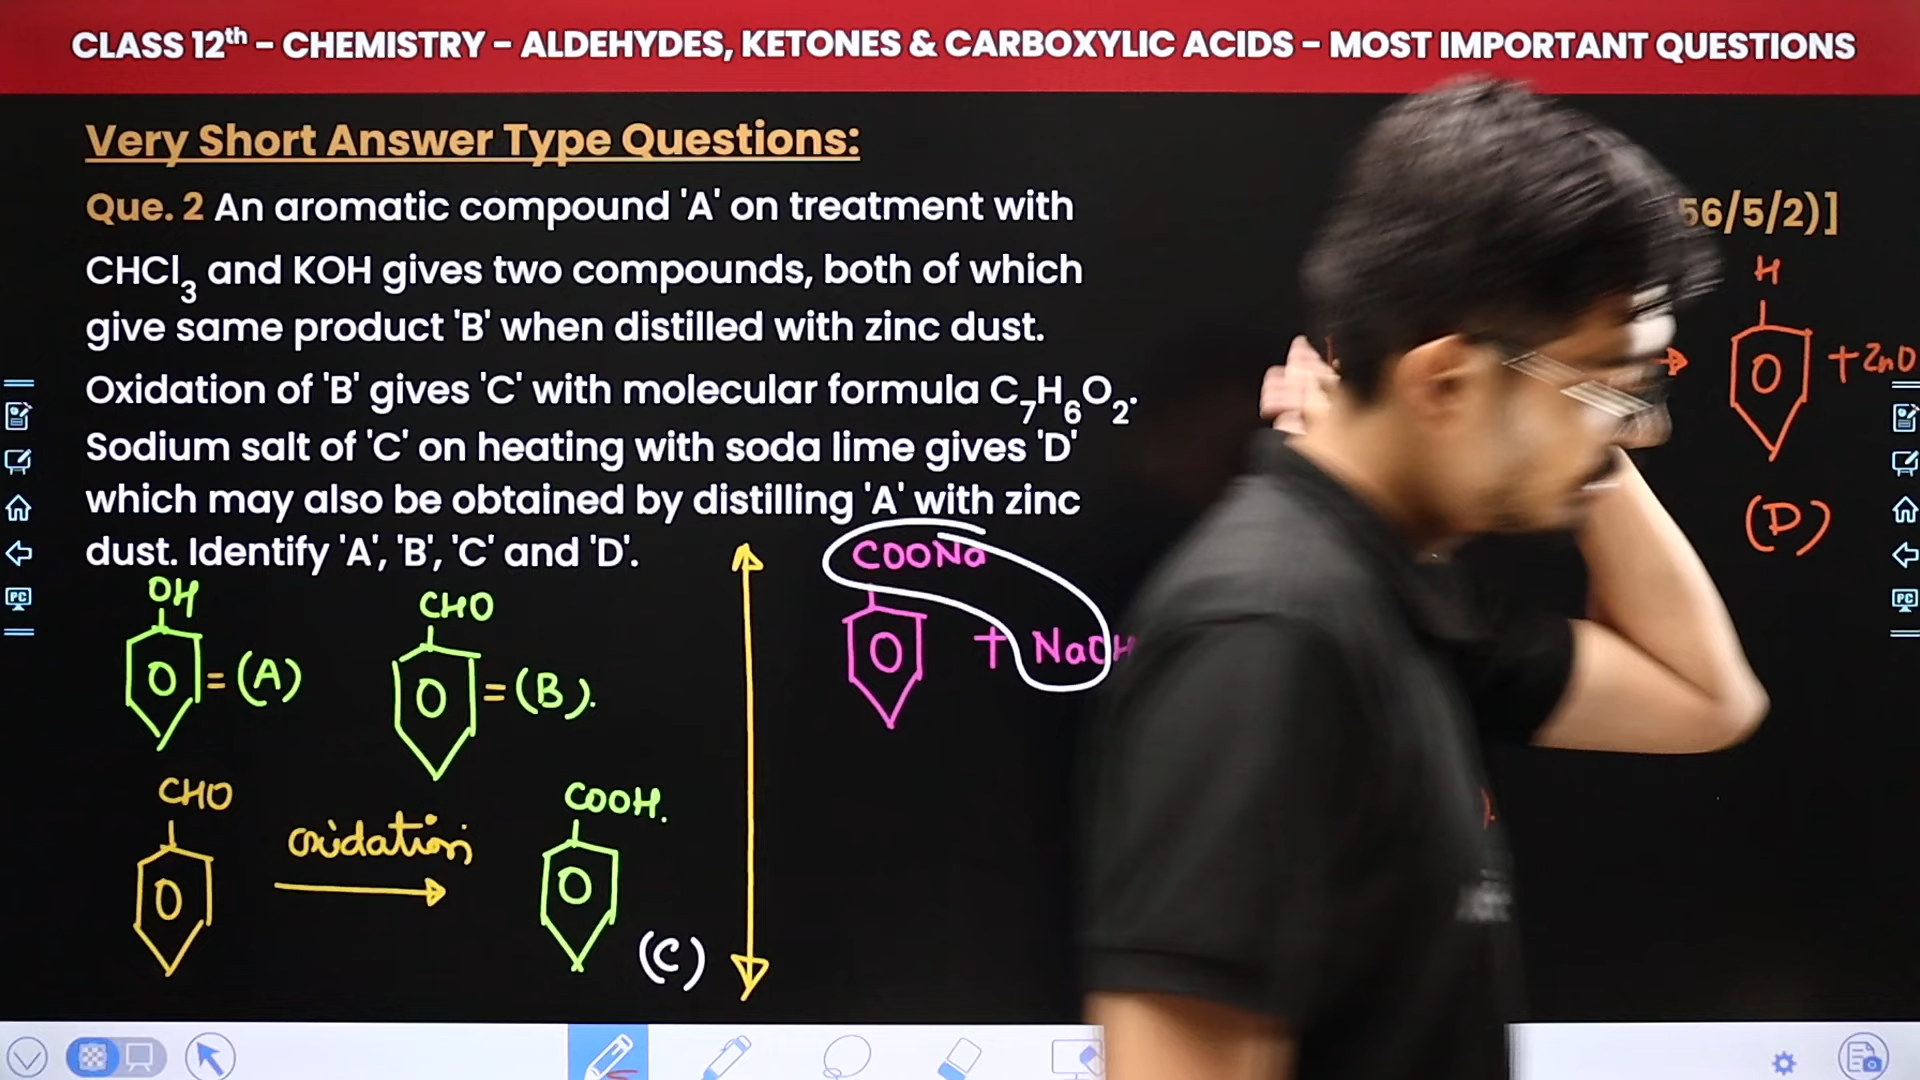 CLASS 12th - CHEMISTRY - ALDEHYDES, KETONES & CARBOXYLIC ACIDS - MOST IMPORTANT QUESTIONS
Very Short Answer Type Questions:
Que. 2 An aromatic compound 'A' on treatment with
56/5/2)]
CHCl3 and KOH gives two compounds, both of which
give same product 'B' when distilled with zinc dust.
Oxidation of 'B' gives 'C' with molecular formula C7H6O2.
Sodium salt of 'C' on heating with soda lime gives 'D'
which may also be obtained by distilling 'A' with zinc
dust. Identify 'A', 'B', 'C' and 'D'.
H
+ ZnO
(D)
OH
= (A)
CHO
= (B).
COONa
+ NaOH
CHO
oxidation
COOH.
(C)
PC
PC